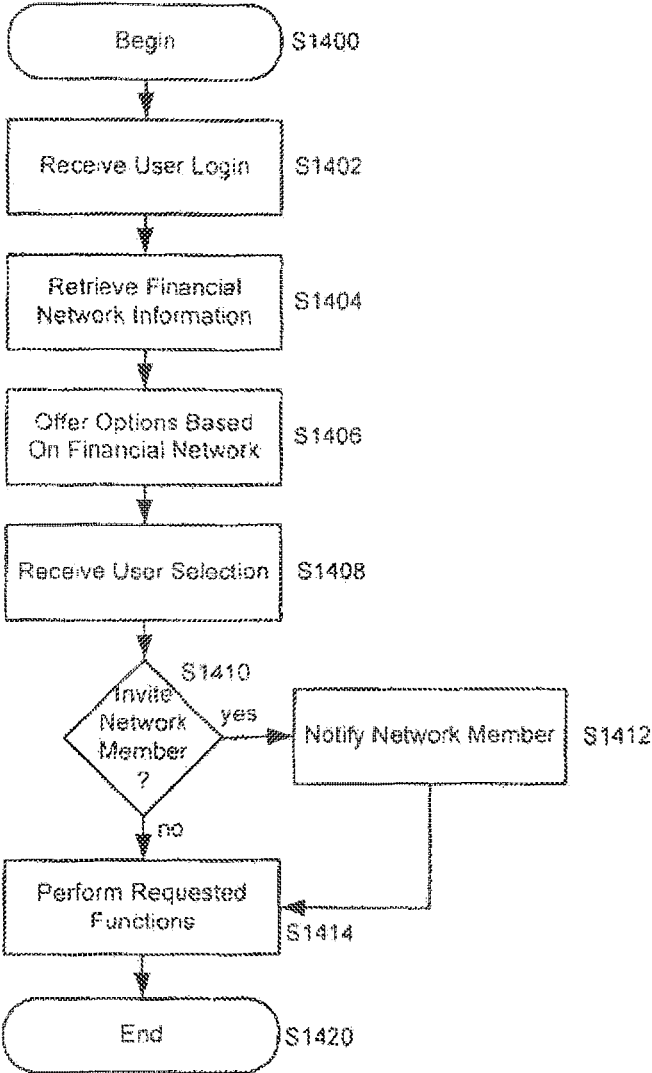 Begin
S1400
Receive User Login
S1402
Retrieve Financial
Network Information
S1404
Offer Options Based
On Financial Network
S1406
Receive User Selection
S1408
S1410
Invite
Network
Member
?
yes
Notify Network Member
S1412
no
Perform Requested
Functions
S1414
End
S1420